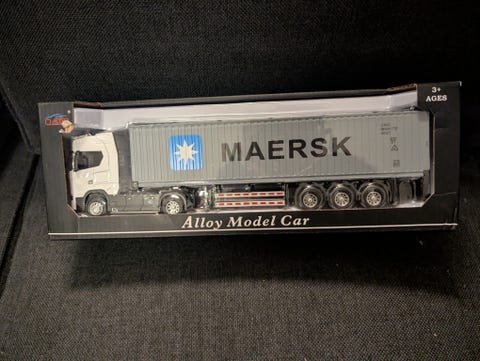 3+
AGES
MAERSK
Alloy Model Car